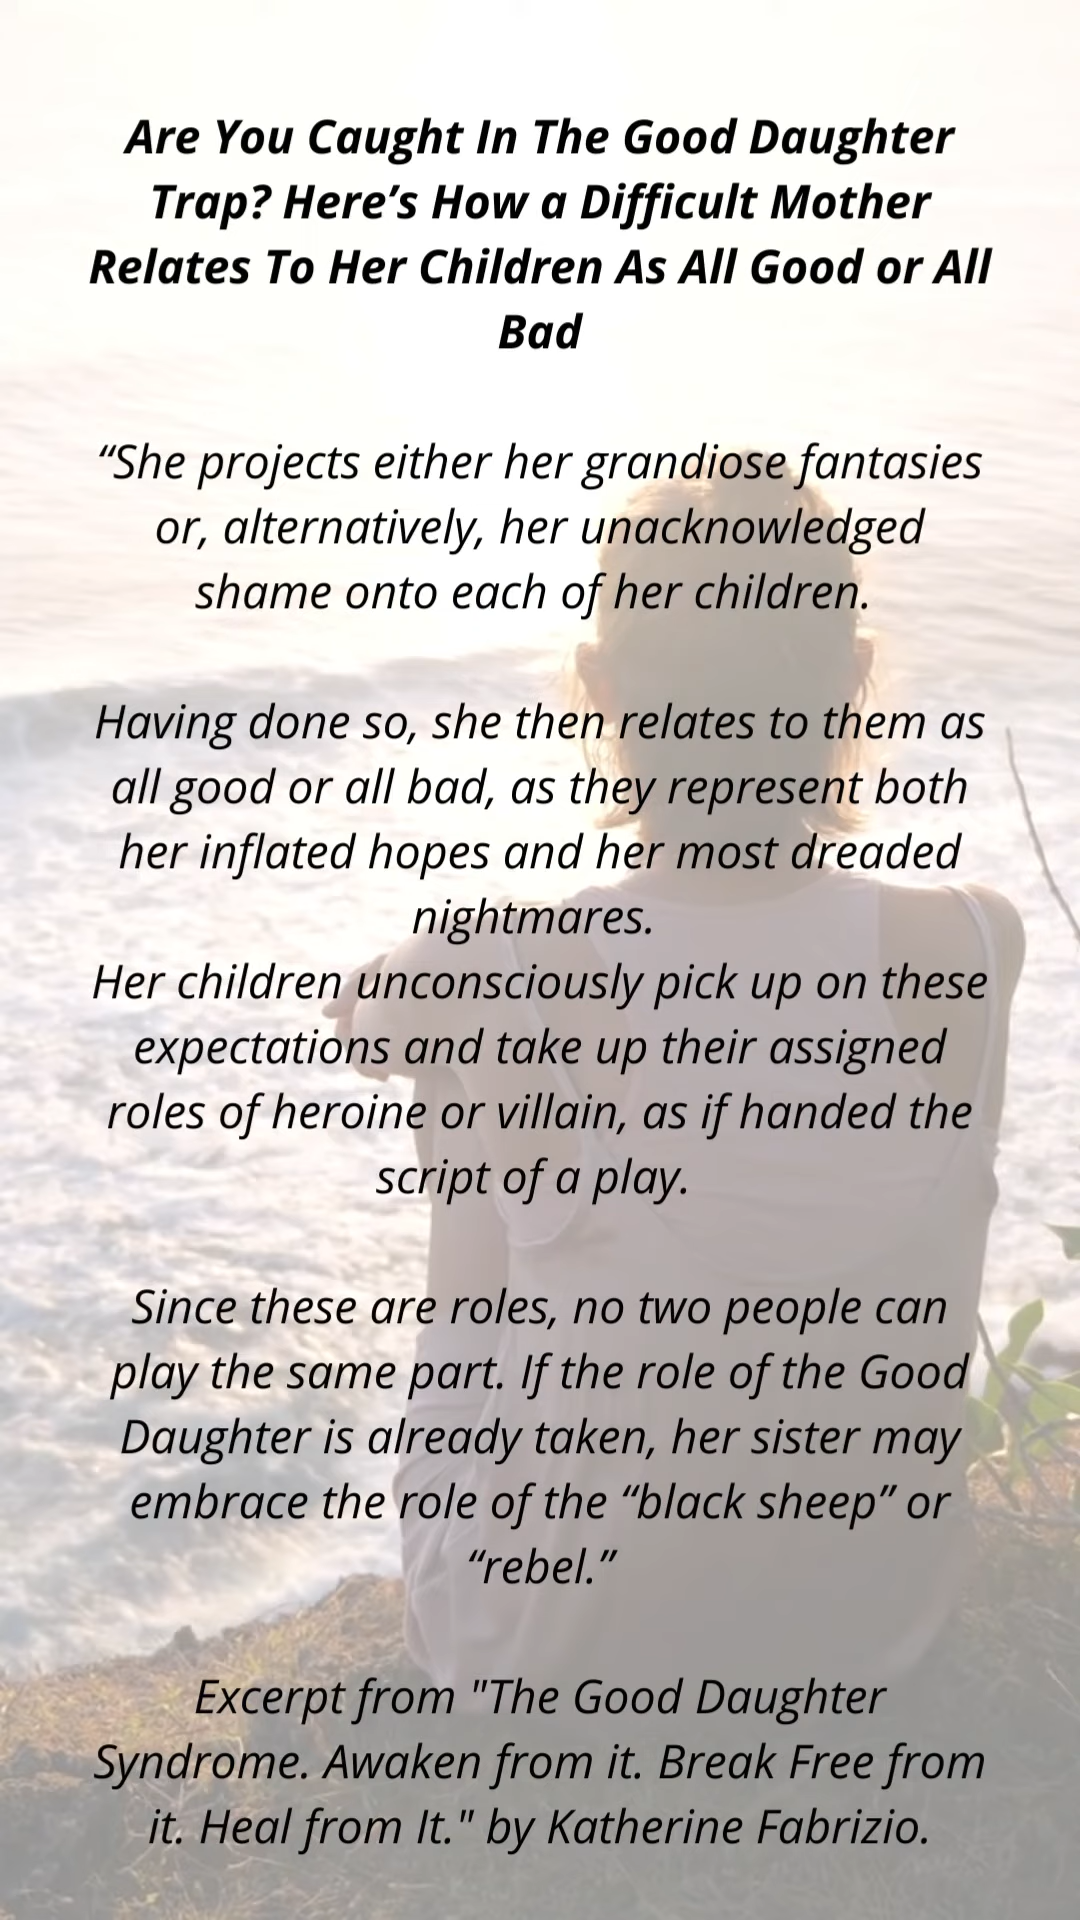 Are You Caught In The Good Daughter
Trap? Here’s How a Difficult Mother
Relates To Her Children As All Good or All
Bad
“She projects either her grandiose fantasies
or, alternatively, her unacknowledged
shame onto each of her children.
Having done so, she then relates to them as
all good or all bad, as they represent both
her inflated hopes and her most dreaded
nightmares.
Her children unconsciously pick up on these
expectations and take up their assigned
roles of heroine or villain, as if handed the
script of a play.
Since these are roles, no two people can
play the same part. If the role of the Good
Daughter is already taken, her sister may
embrace the role of the “black sheep” or
“rebel.”
Excerpt from "The Good Daughter
Syndrome. Awaken from it. Break Free from
it. Heal from It." by Katherine Fabrizio.